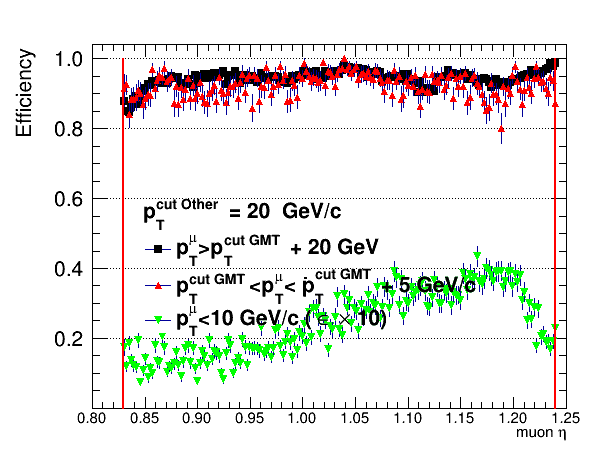 Efficiency
1.0
0.8
0.6
0.4
0.2
p_T^cut Other = 20 GeV/c
p_T^μ>p_T^cut GMT + 20 GeV
p_T^cut GMT <p_T^μ< p_T^cut GMT + 5 GeV/c
p_T^μ<10 GeV/c ( ∈ × 10)
0.80 0.85 0.90 0.95 1.00 1.05 1.10 1.15 1.20 1.25
muon η